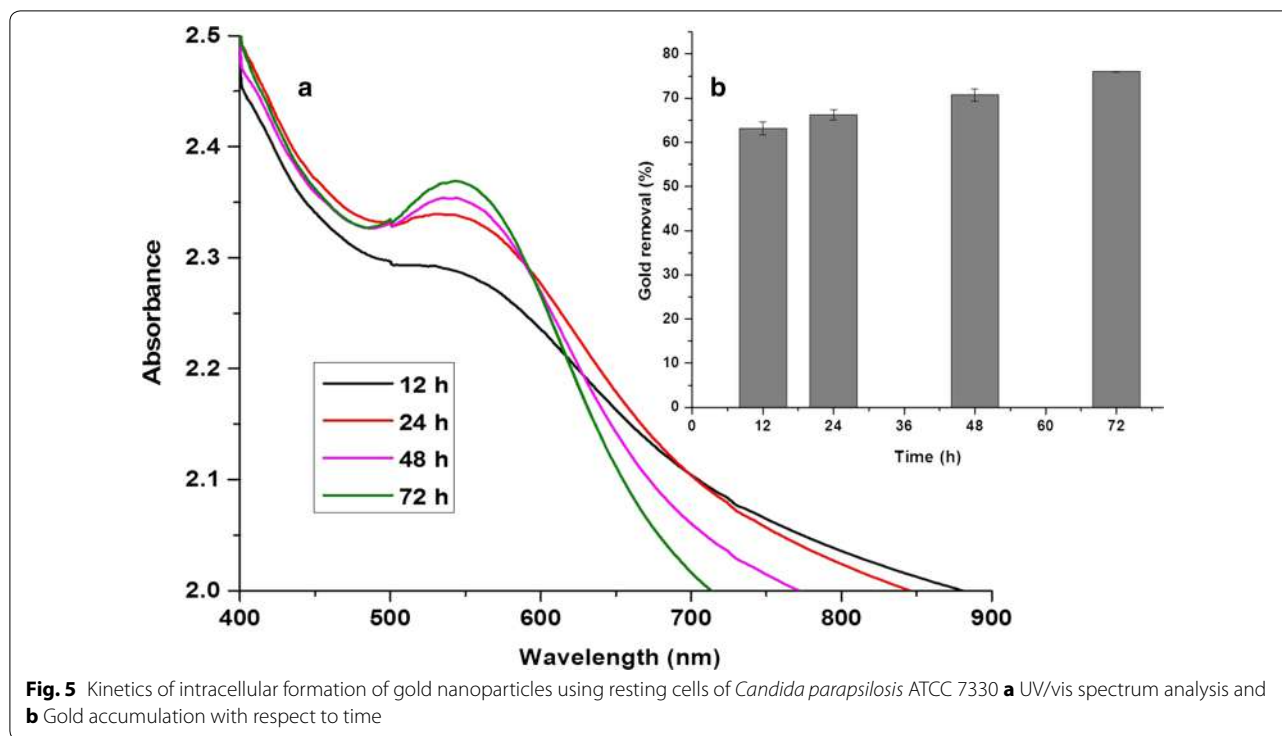 2.5
2.4
2.3
2.2
2.1
2.0
Absorbance
a
12 h
24 h
48 h
72 h
400 500 600 700 800 900
Wavelength (nm)
b
80
70
60
50
40
30
20
10
0
Gold removal (%)
0 12 24 36 48 60 72
Time (h)
Fig. 5 Kinetics of intracellular formation of gold nanoparticles using resting cells of Candida parapsilosis ATCC 7330 a UV/vis spectrum analysis and
b Gold accumulation with respect to time